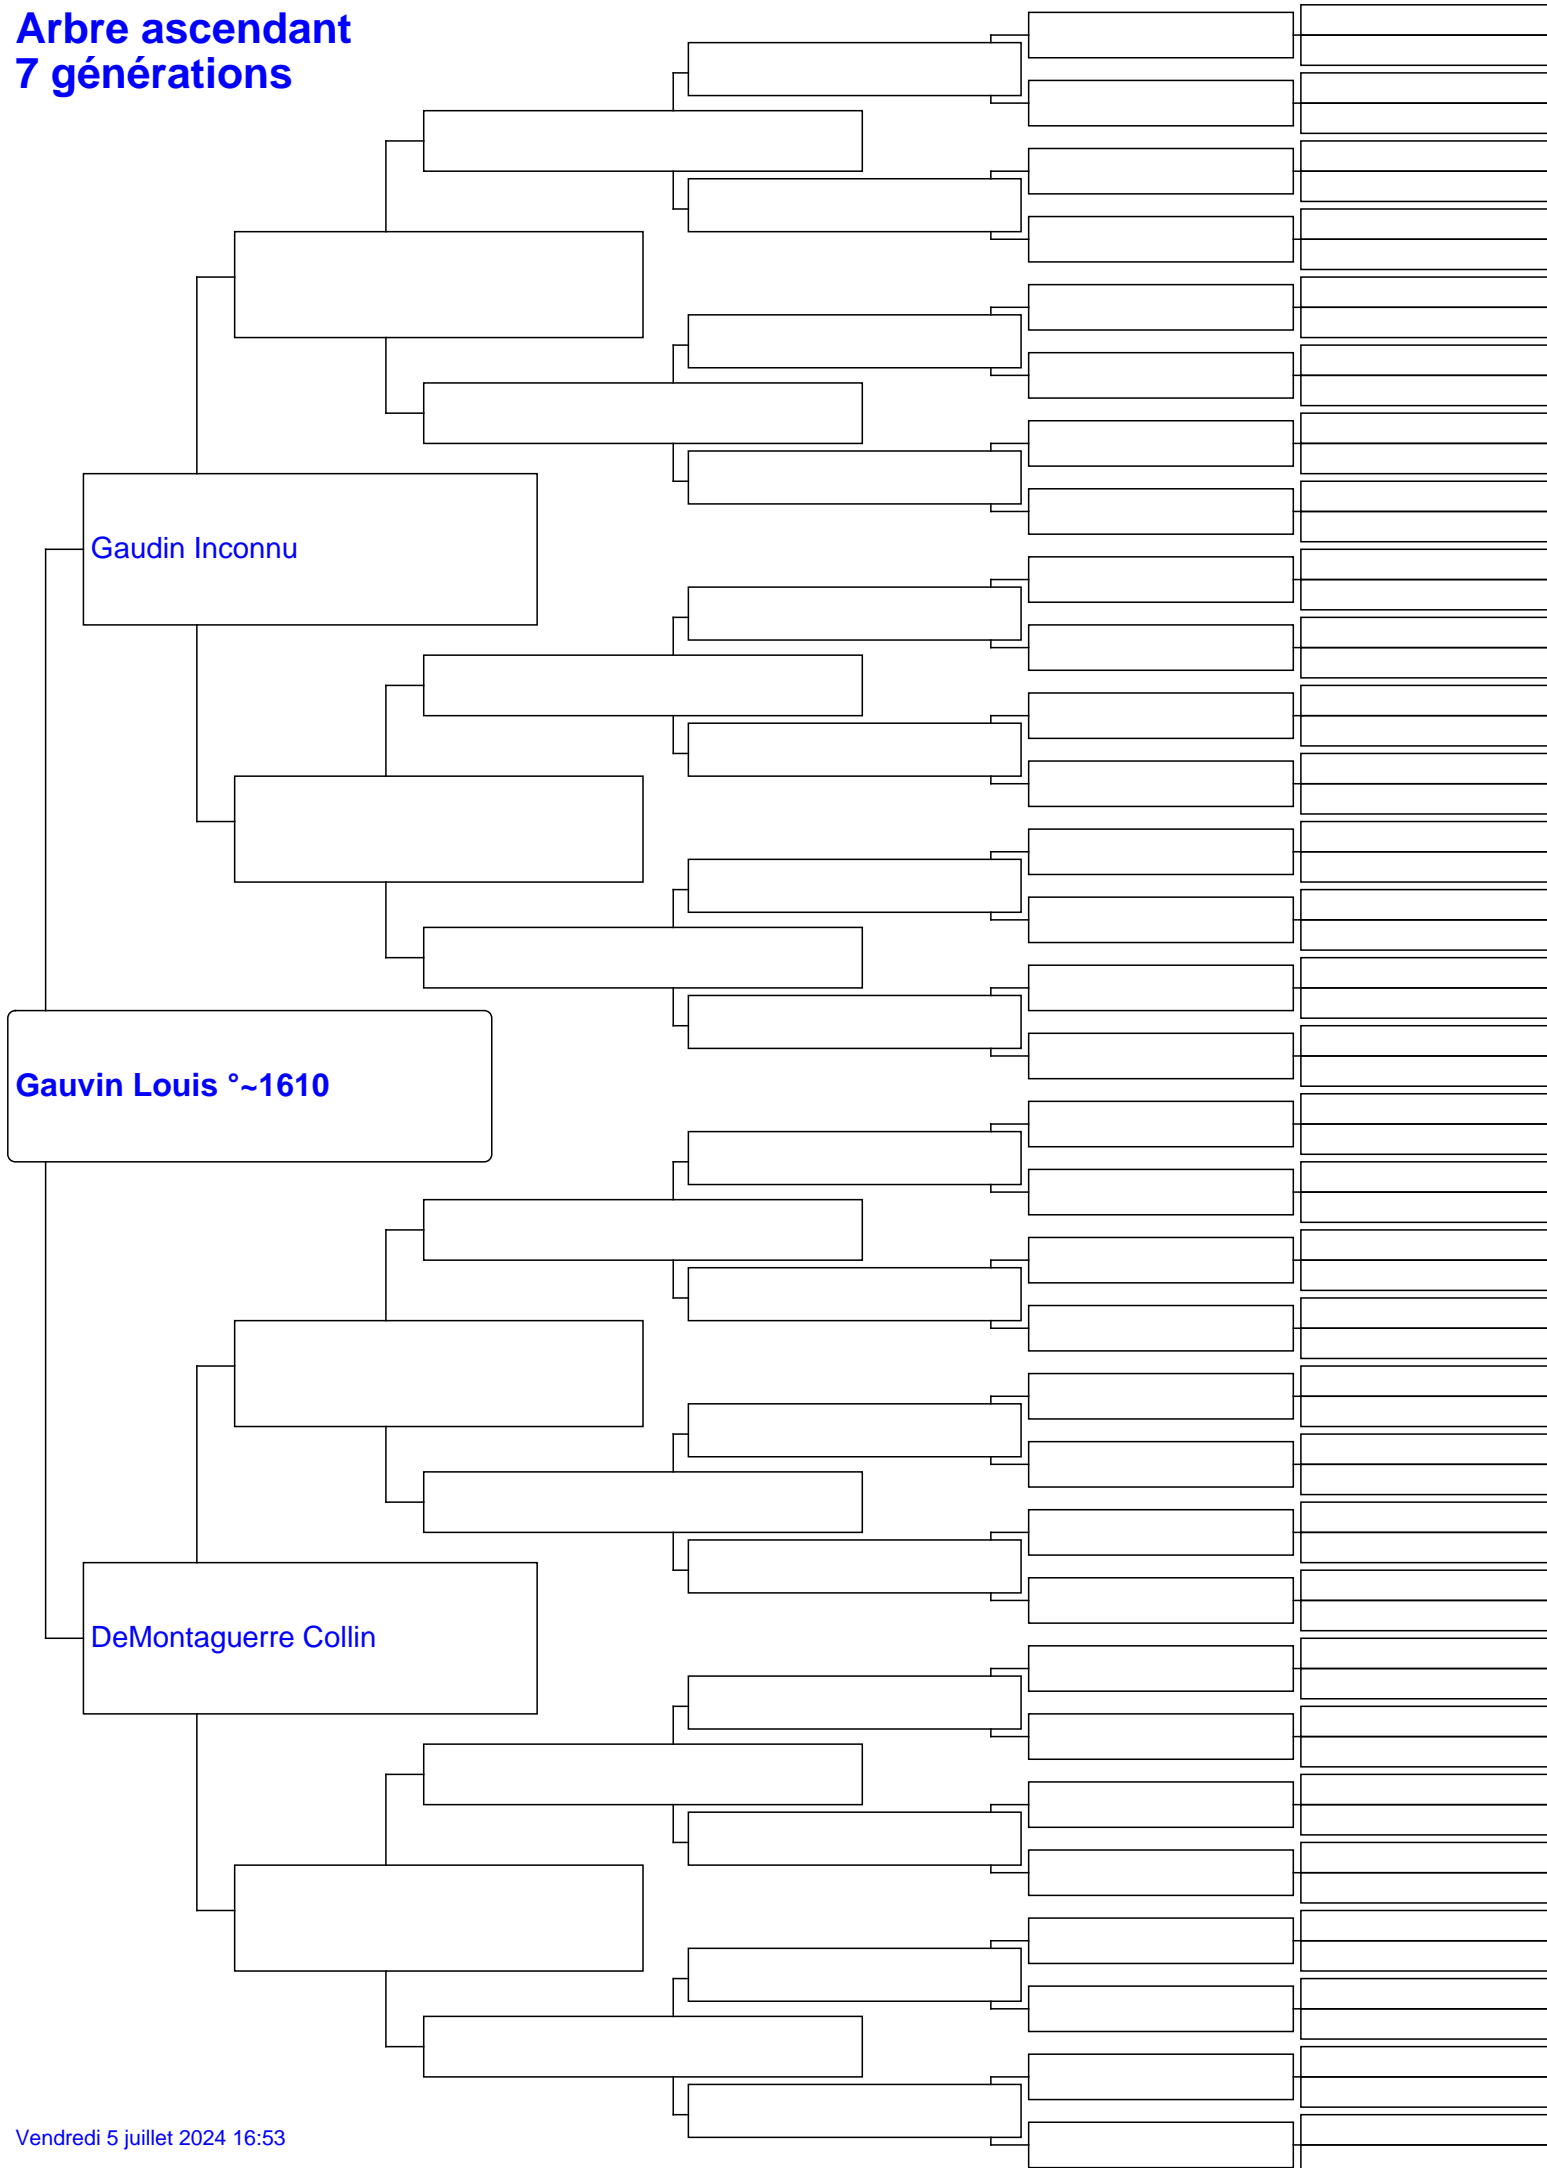 Arbre ascendant
7 générations
Gaudin Inconnu
Gauvin Louis °~1610
DeMontaguerre Collin
Vendredi 5 juillet 2024 16:53